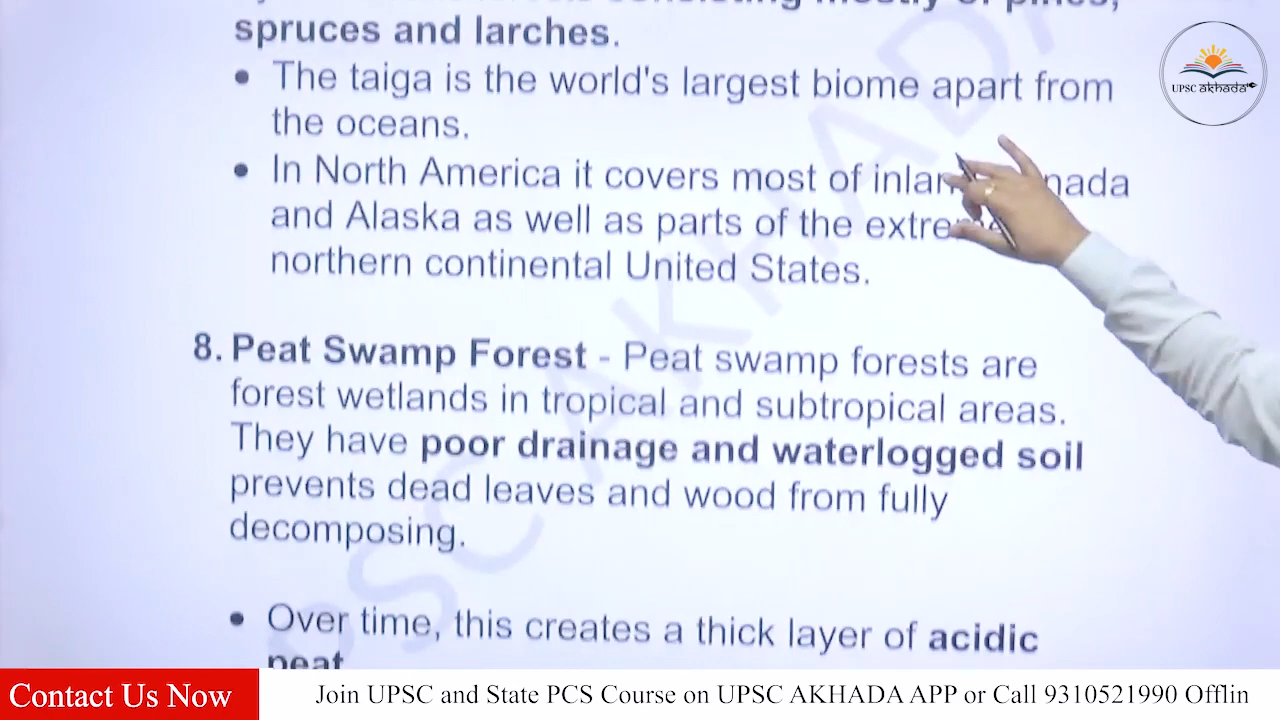 spruces and larches.
• The taiga is the world's largest biome apart from
the oceans.
• In North America it covers most of
and Alaska as well as parts of the
northern continental United States.
8. Peat Swamp Forest - Peat swamp forests are
forest wetlands in tropical and subtropical areas.
They have poor drainage and waterlogged soil
prevents dead leaves and wood from fully
decomposing.
• Over time, this creates a thick layer of acidic
peat
UPSC akhada
UPSC AKHADA
Contact Us Now
Join UPSC and State PCS Course on UPSC AKHADA APP or Call 9310521990 Offlin